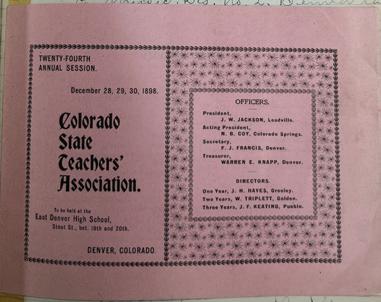 TWENTY-FOURTH
ANNUAL SESSION.
December 28, 29, 30, 1898.
Colorado
State
Teachers'
Association.
To be held at the
East Denver High School,
Stout St., bet. 19th and 20th.
DENVER, COLORADO.
OFFICERS.
President,
J. W. JACKSON, Leadville.
Acting President,
N. B. COY, Colorado Springs.
Secretary,
F. J. FRANCIS, Denver.
Treasurer,
WARREN E. KNAPP, Denver.
DIRECTORS.
One Year, J. H. HAYES, Greeley.
Two Years, W. TRIPLETT, Golden.
Three Years, J. F. KEATING, Pueblo.